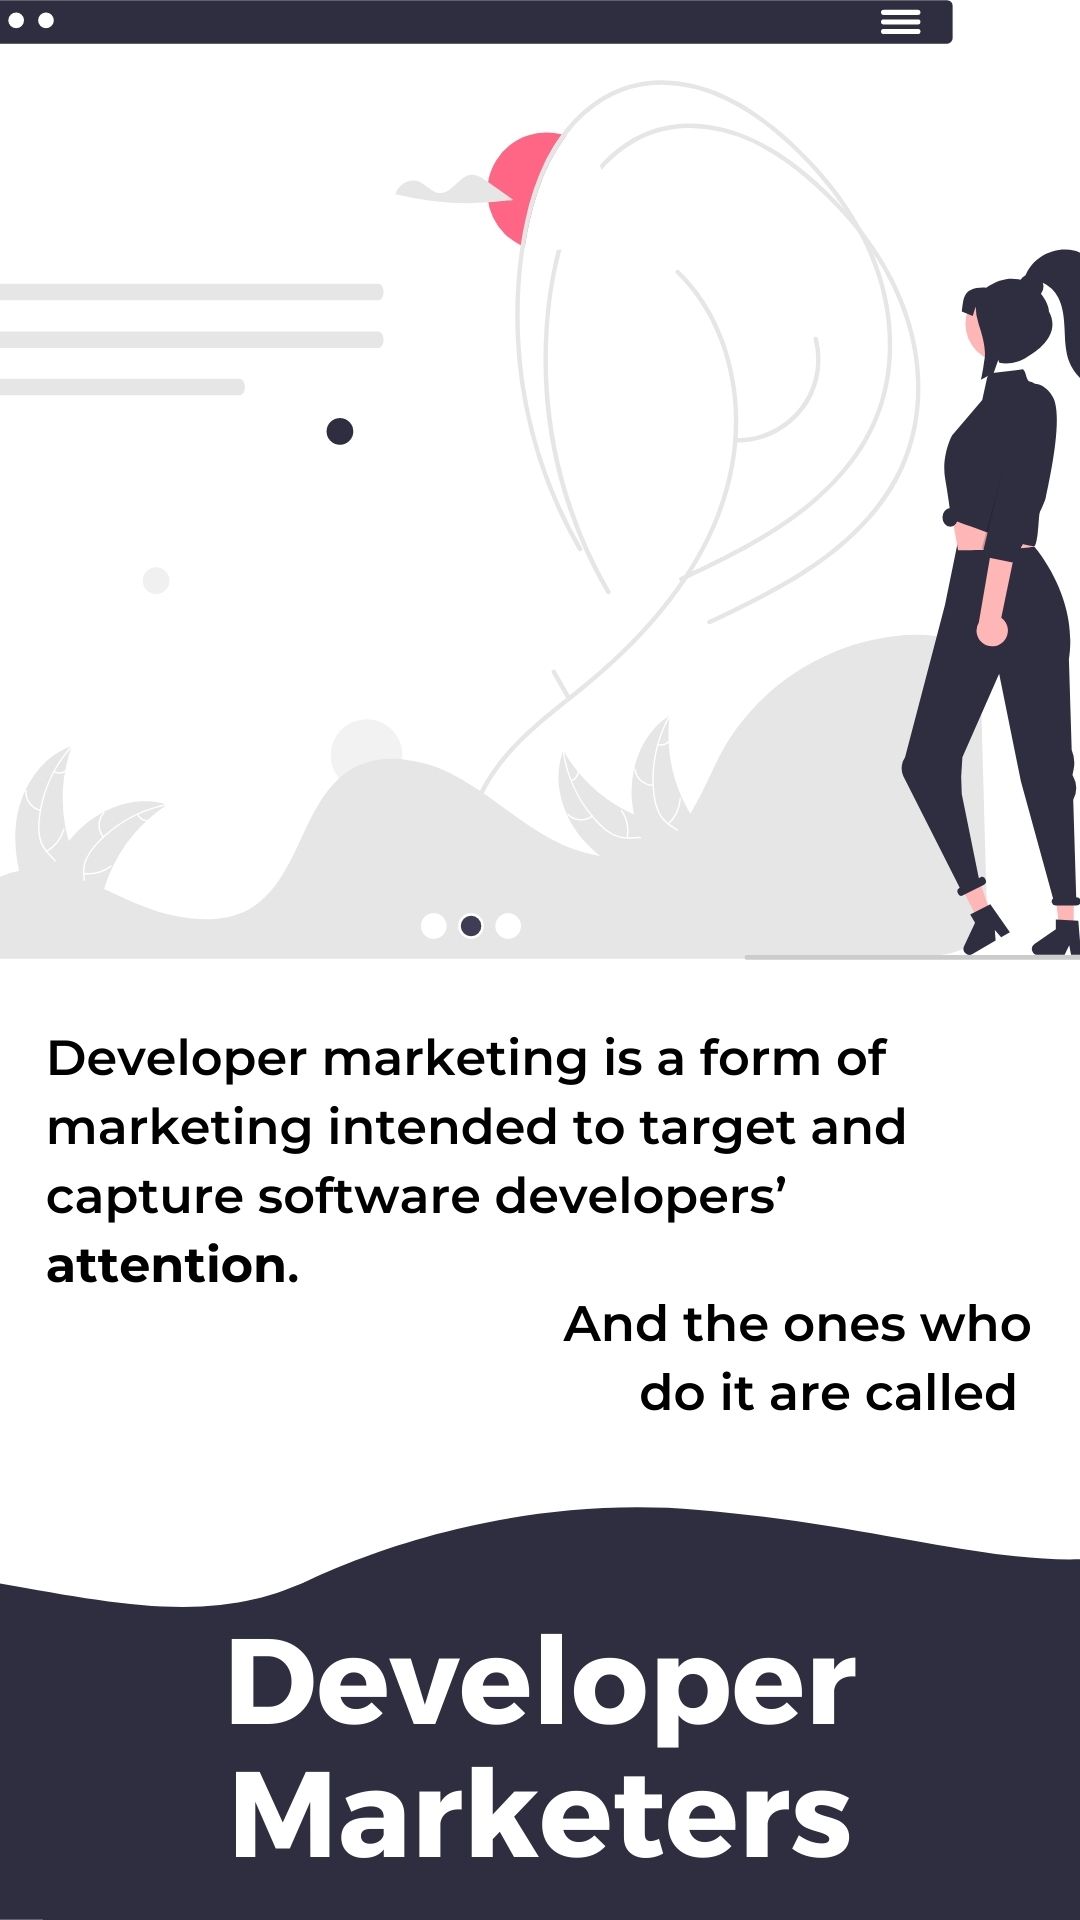 Developer marketing is a form of
marketing intended to target and
capture software developers’
attention.
And the ones who
do it are called
Developer
Marketers